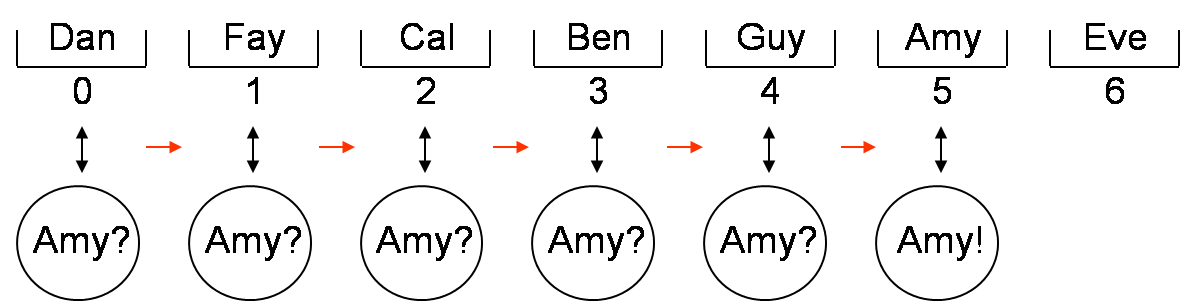 Dan Fay Cal Ben Guy Amy Eve
0 1 2 3 4 5 6
Amy? Amy? Amy? Amy? Amy? Amy!